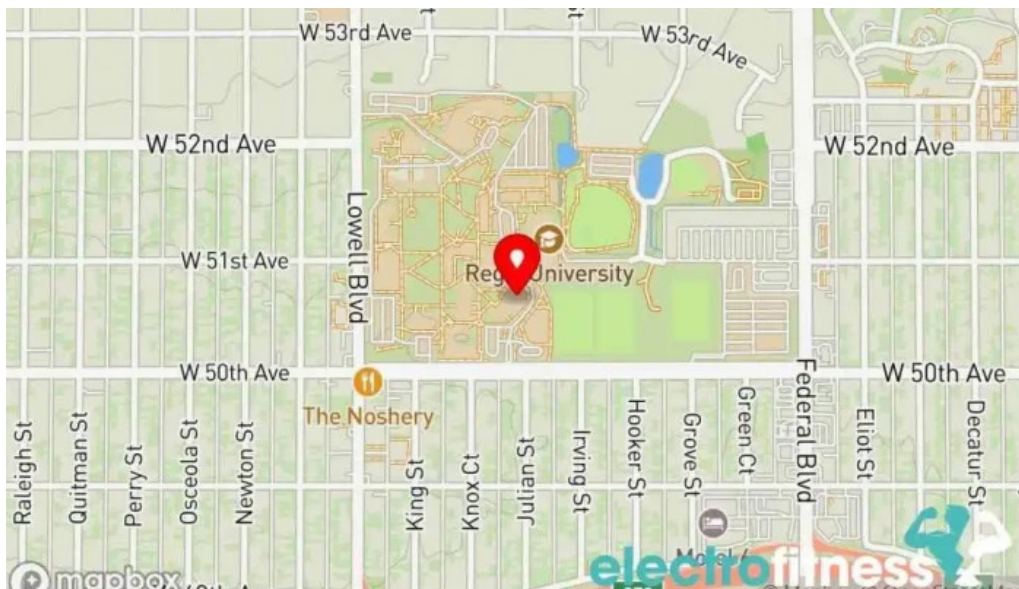 W 53rd Ave
W 53rd Ave
W 52nd Ave
W 52nd Ave
Lowell Blvd
W 51st Ave
University
W 50th Ave
W 50th Ave
The Noshery
Federal Blvd
Raleigh St
Quitman St
Perry St
Osceola St
Newton St
King St
Knox Ct
Julian St
Irving St
Hooker St
Grove St
Green Ct
Eliot St
Decatur St
electrofitness
mapbox